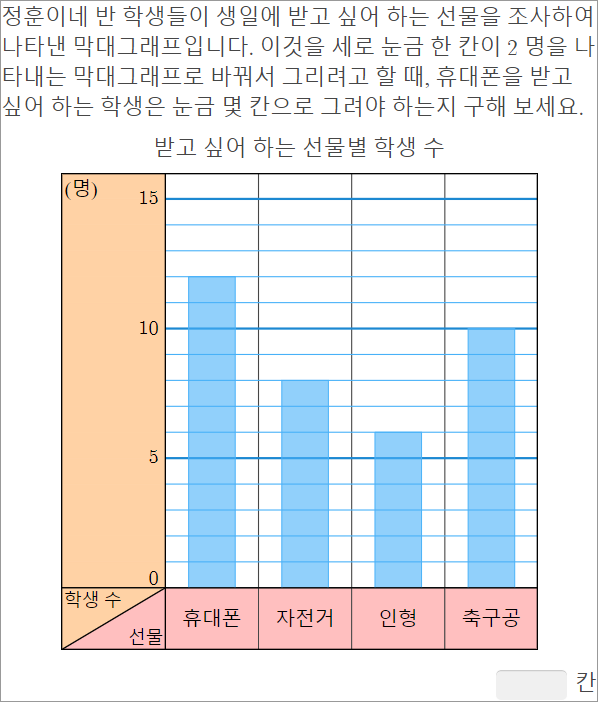 정훈이네 반 학생들이 생일에 받고 싶어 하는 선물을 조사하여
나타낸 막대그래프입니다. 이것을 세로 눈금 한 칸이 2 명을 나
타내는 막대그래프로 바꿔서 그리려고 할 때, 휴대폰을 받고
싶어 하는 학생은 눈금 몇 칸으로 그려야 하는지 구해 보세요.
받고 싶어 하는 선물별 학생 수
(명)
15
10
5
0
학생 수
선물
휴대폰 자전거 인형 축구공
칸